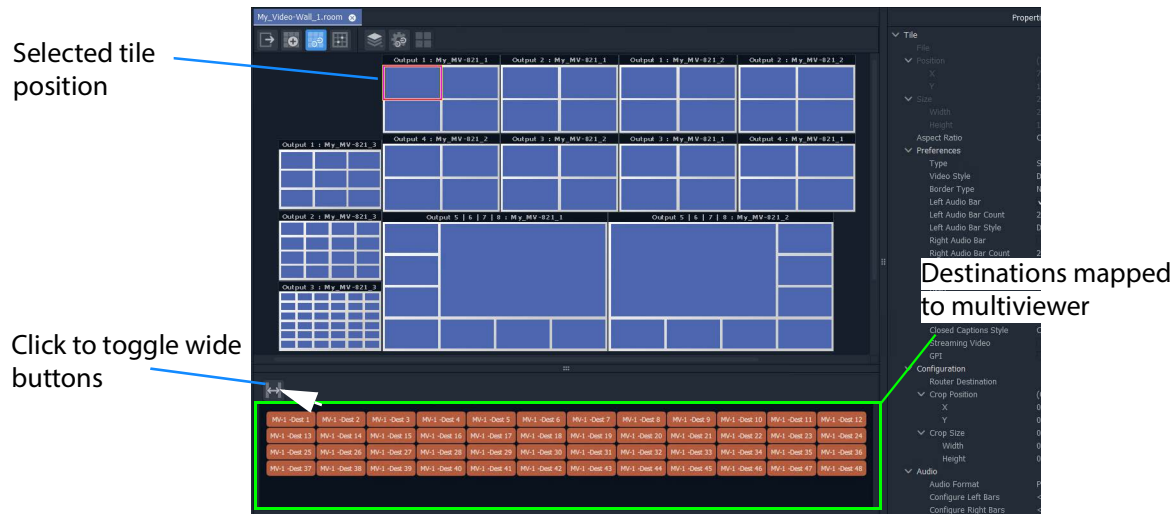 My_Video-Wall_1.room
Propert
Selected tile
position
Output 1 : My_MV-821_1
Output 2 : My_MV-821_1
Output 1 : My_MV-821_2
Output 2 : My_MV-821_2
Output 4 : My_MV-821_2
Output 3 : My_MV-821_2
Output 3 : My_MV-821_1
Output 4 : My_MV-821_1
Output 1 : My_MV-821_3
Output 2 : My_MV-821_3
Output 5 | 6 | 7 | 8 : My_MV-821_1
Output 5 | 6 | 7 | 8 : My_MV-821_2
Output 3 : My_MV-821_3
Click to toggle wide
buttons
MV-1 -Dest 1 MV-1 -Dest 2 MV-1 -Dest 3 MV-1 -Dest 4 MV-1 -Dest 5 MV-1 -Dest 6 MV-1 -Dest 7 MV-1 -Dest 8 MV-1 -Dest 9 MV-1 -Dest 10 MV-1 -Dest 11 MV-1 -Dest 12
MV-1 -Dest 13 MV-1 -Dest 14 MV-1 -Dest 15 MV-1 -Dest 16 MV-1 -Dest 17 MV-1 -Dest 18 MV-1 -Dest 19 MV-1 -Dest 20 MV-1 -Dest 21 MV-1 -Dest 22 MV-1 -Dest 23 MV-1 -Dest 24
MV-1 -Dest 25 MV-1 -Dest 26 MV-1 -Dest 27 MV-1 -Dest 28 MV-1 -Dest 29 MV-1 -Dest 30 MV-1 -Dest 31 MV-1 -Dest 32 MV-1 -Dest 33 MV-1 -Dest 34 MV-1 -Dest 35 MV-1 -Dest 36
MV-1 -Dest 37 MV-1 -Dest 38 MV-1 -Dest 39 MV-1 -Dest 40 MV-1 -Dest 41 MV-1 -Dest 42 MV-1 -Dest 43 MV-1 -Dest 44 MV-1 -Dest 45 MV-1 -Dest 46 MV-1 -Dest 47 MV-1 -Dest 48
Tile
File
Position
X
Y
Size
Width
Height
Aspect Ratio
Preferences
Type
Video Style
Border Type
Left Audio Bar
Left Audio Bar Count 2
Left Audio Bar Style
Right Audio Bar
Right Audio Bar Count 2
Destinations mapped
to multiviewer
Closed Captions Style
Streaming Video
GPI
Configuration
Router Destination
Crop Position
X 0
Y 0
Crop Size
Width 0
Height 0
Audio
Audio Format
Configure Left Bars
Configure Right Bars